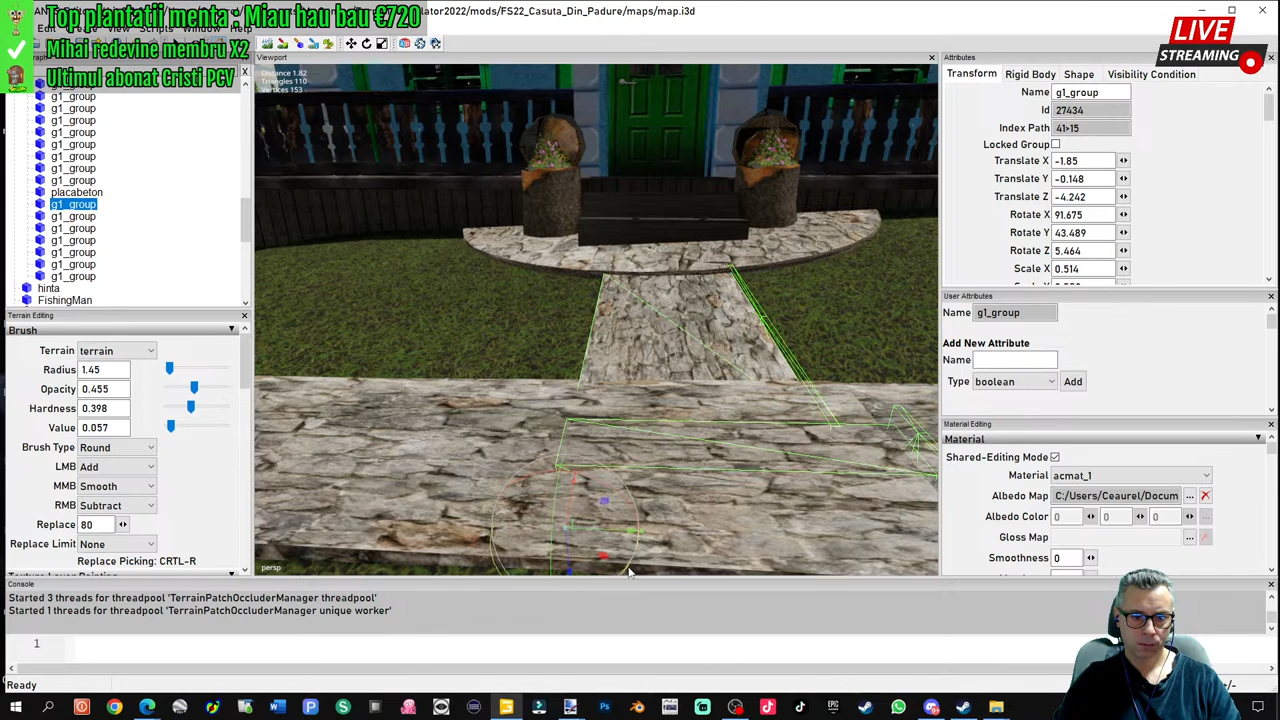 Top plantatii menta : Miau hau bau €720
Mihai redevine membru X2
Ultimul abonat Cristi PCV
lator2022/mods/FS22_Casuta_Din_Padure/maps/map.i3d
LIVE
STREAMING
Viewport
Distance 1.82
Triangles 110
Vertices 153
persp
g1_group
g1_group
g1_group
g1_group
g1_group
g1_group
g1_group
g1_group
placabeton
g1_group
g1_group
g1_group
g1_group
g1_group
g1_group
g1_group
hinta
FishingMan
Terrain Editing
Brush
Terrain terrain
Radius 1.45
Opacity 0.455
Hardness 0.398
Value 0.057
Brush Type Round
LMB Add
MMB Smooth
RMB Subtract
Replace 80
Replace Limit None
Replace Picking: CRTL-R
Attributes
Transform Rigid Body Shape Visibility Condition
Name g1_group
Id 27434
Index Path 41>15
Locked Group
Translate X -1.85
Translate Y -0.148
Translate Z -4.242
Rotate X 91.675
Rotate Y 43.489
Rotate Z 5.464
Scale X 0.514
User Attributes
Name g1_group
Add New Attribute
Name
Type boolean Add
Material Editing
Material
Shared-Editing Mode
Material acmat_1
Albedo Map C:/Users/Ceaurel/Docum ...
Albedo Color 0 0 0 ...
Gloss Map ...
Smoothness 0
Console
Started 3 threads for threadpool 'TerrainPatchOccluderManager threadpool'
Started 1 threads for threadpool 'TerrainPatchOccluderManager unique worker'
1
Ready